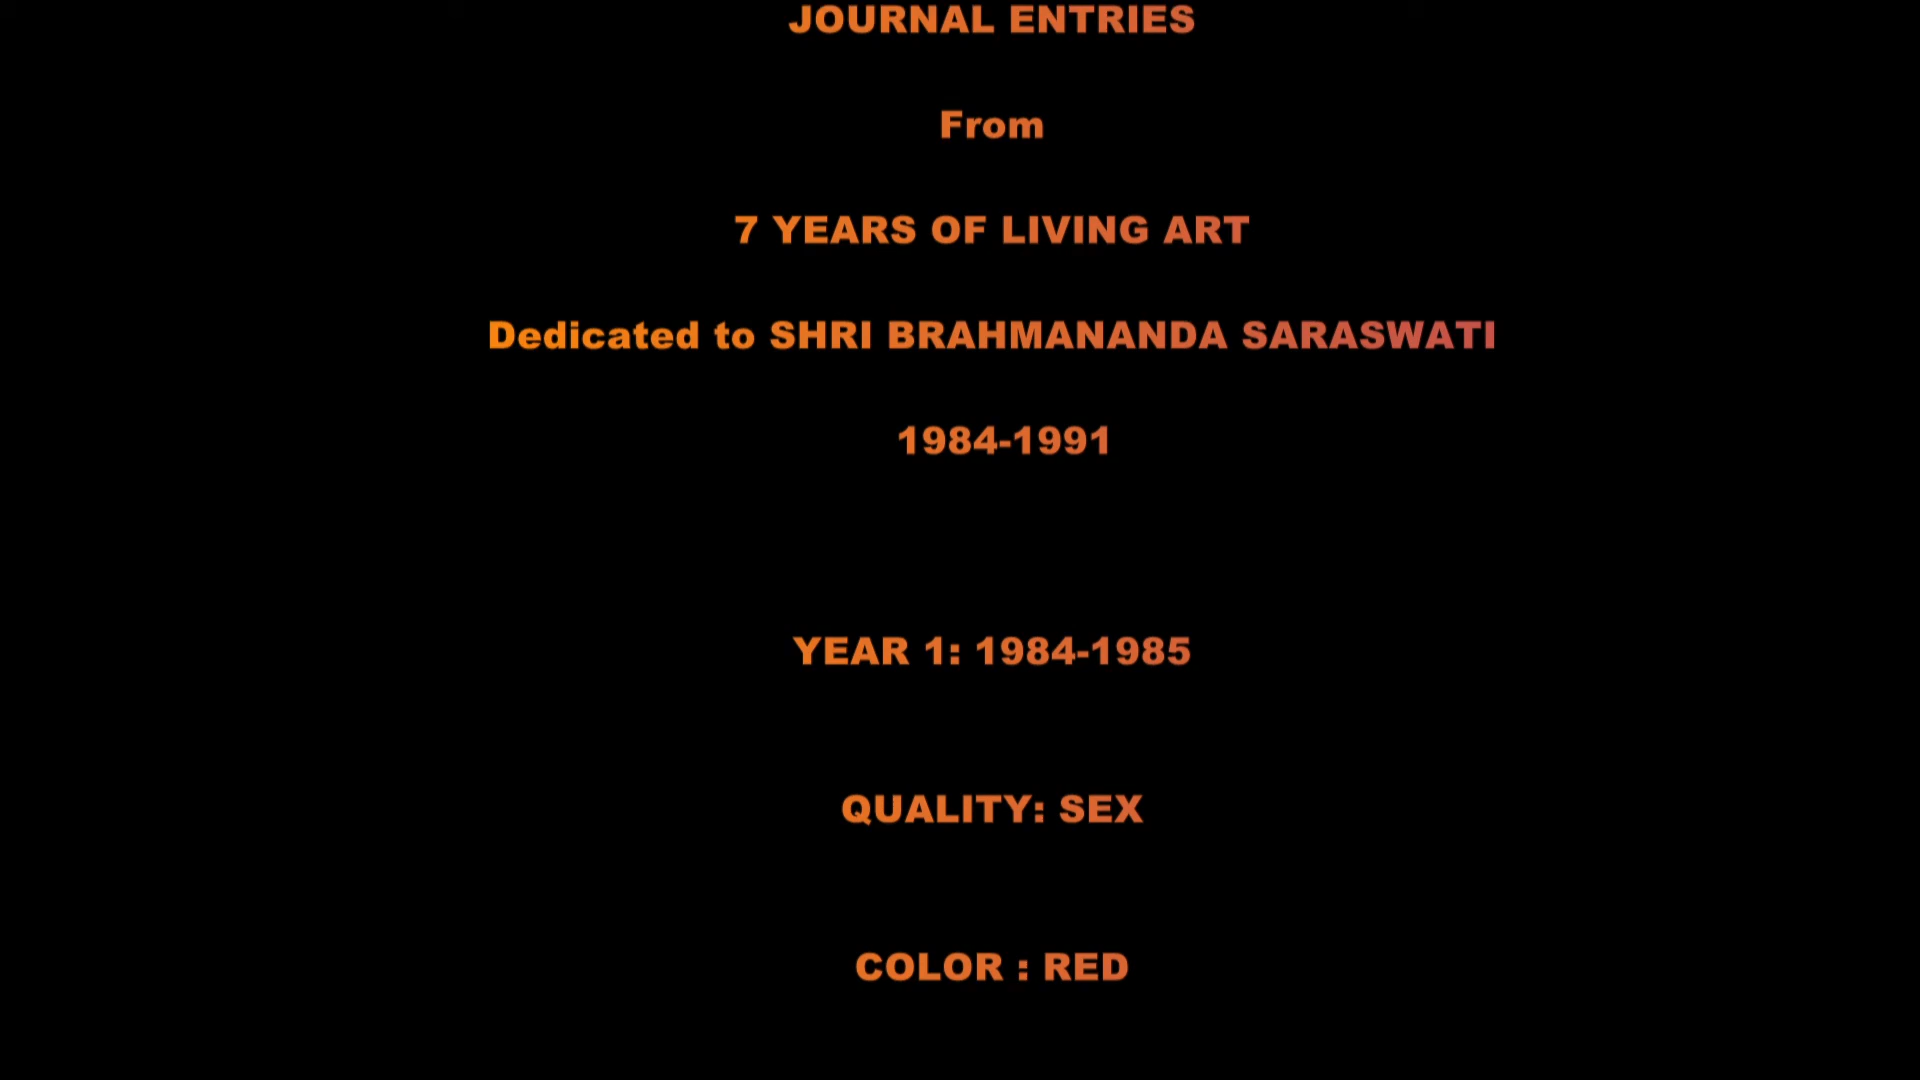 JOURNAL ENTRIES
From
7 YEARS OF LIVING ART
Dedicated to SHRI BRAHMANANDA SARASWATI
1984-1991
YEAR 1: 1984-1985
QUALITY: SEX
COLOR : RED